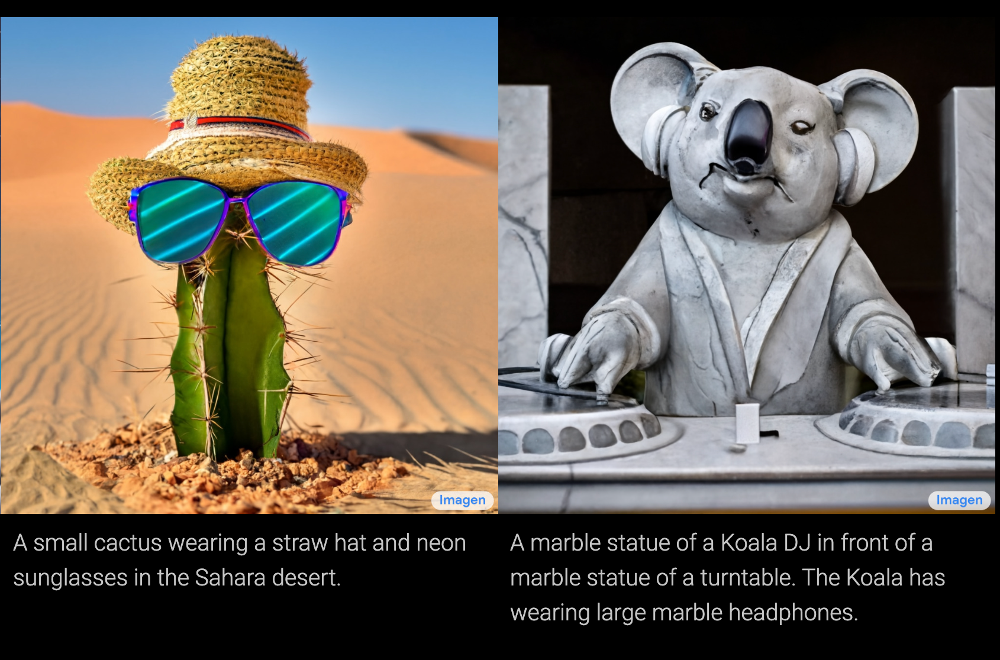 Imagen
Imagen
A small cactus wearing a straw hat and neon
sunglasses in the Sahara desert.
A marble statue of a Koala DJ in front of a
marble statue of a turntable. The Koala has
wearing large marble headphones.